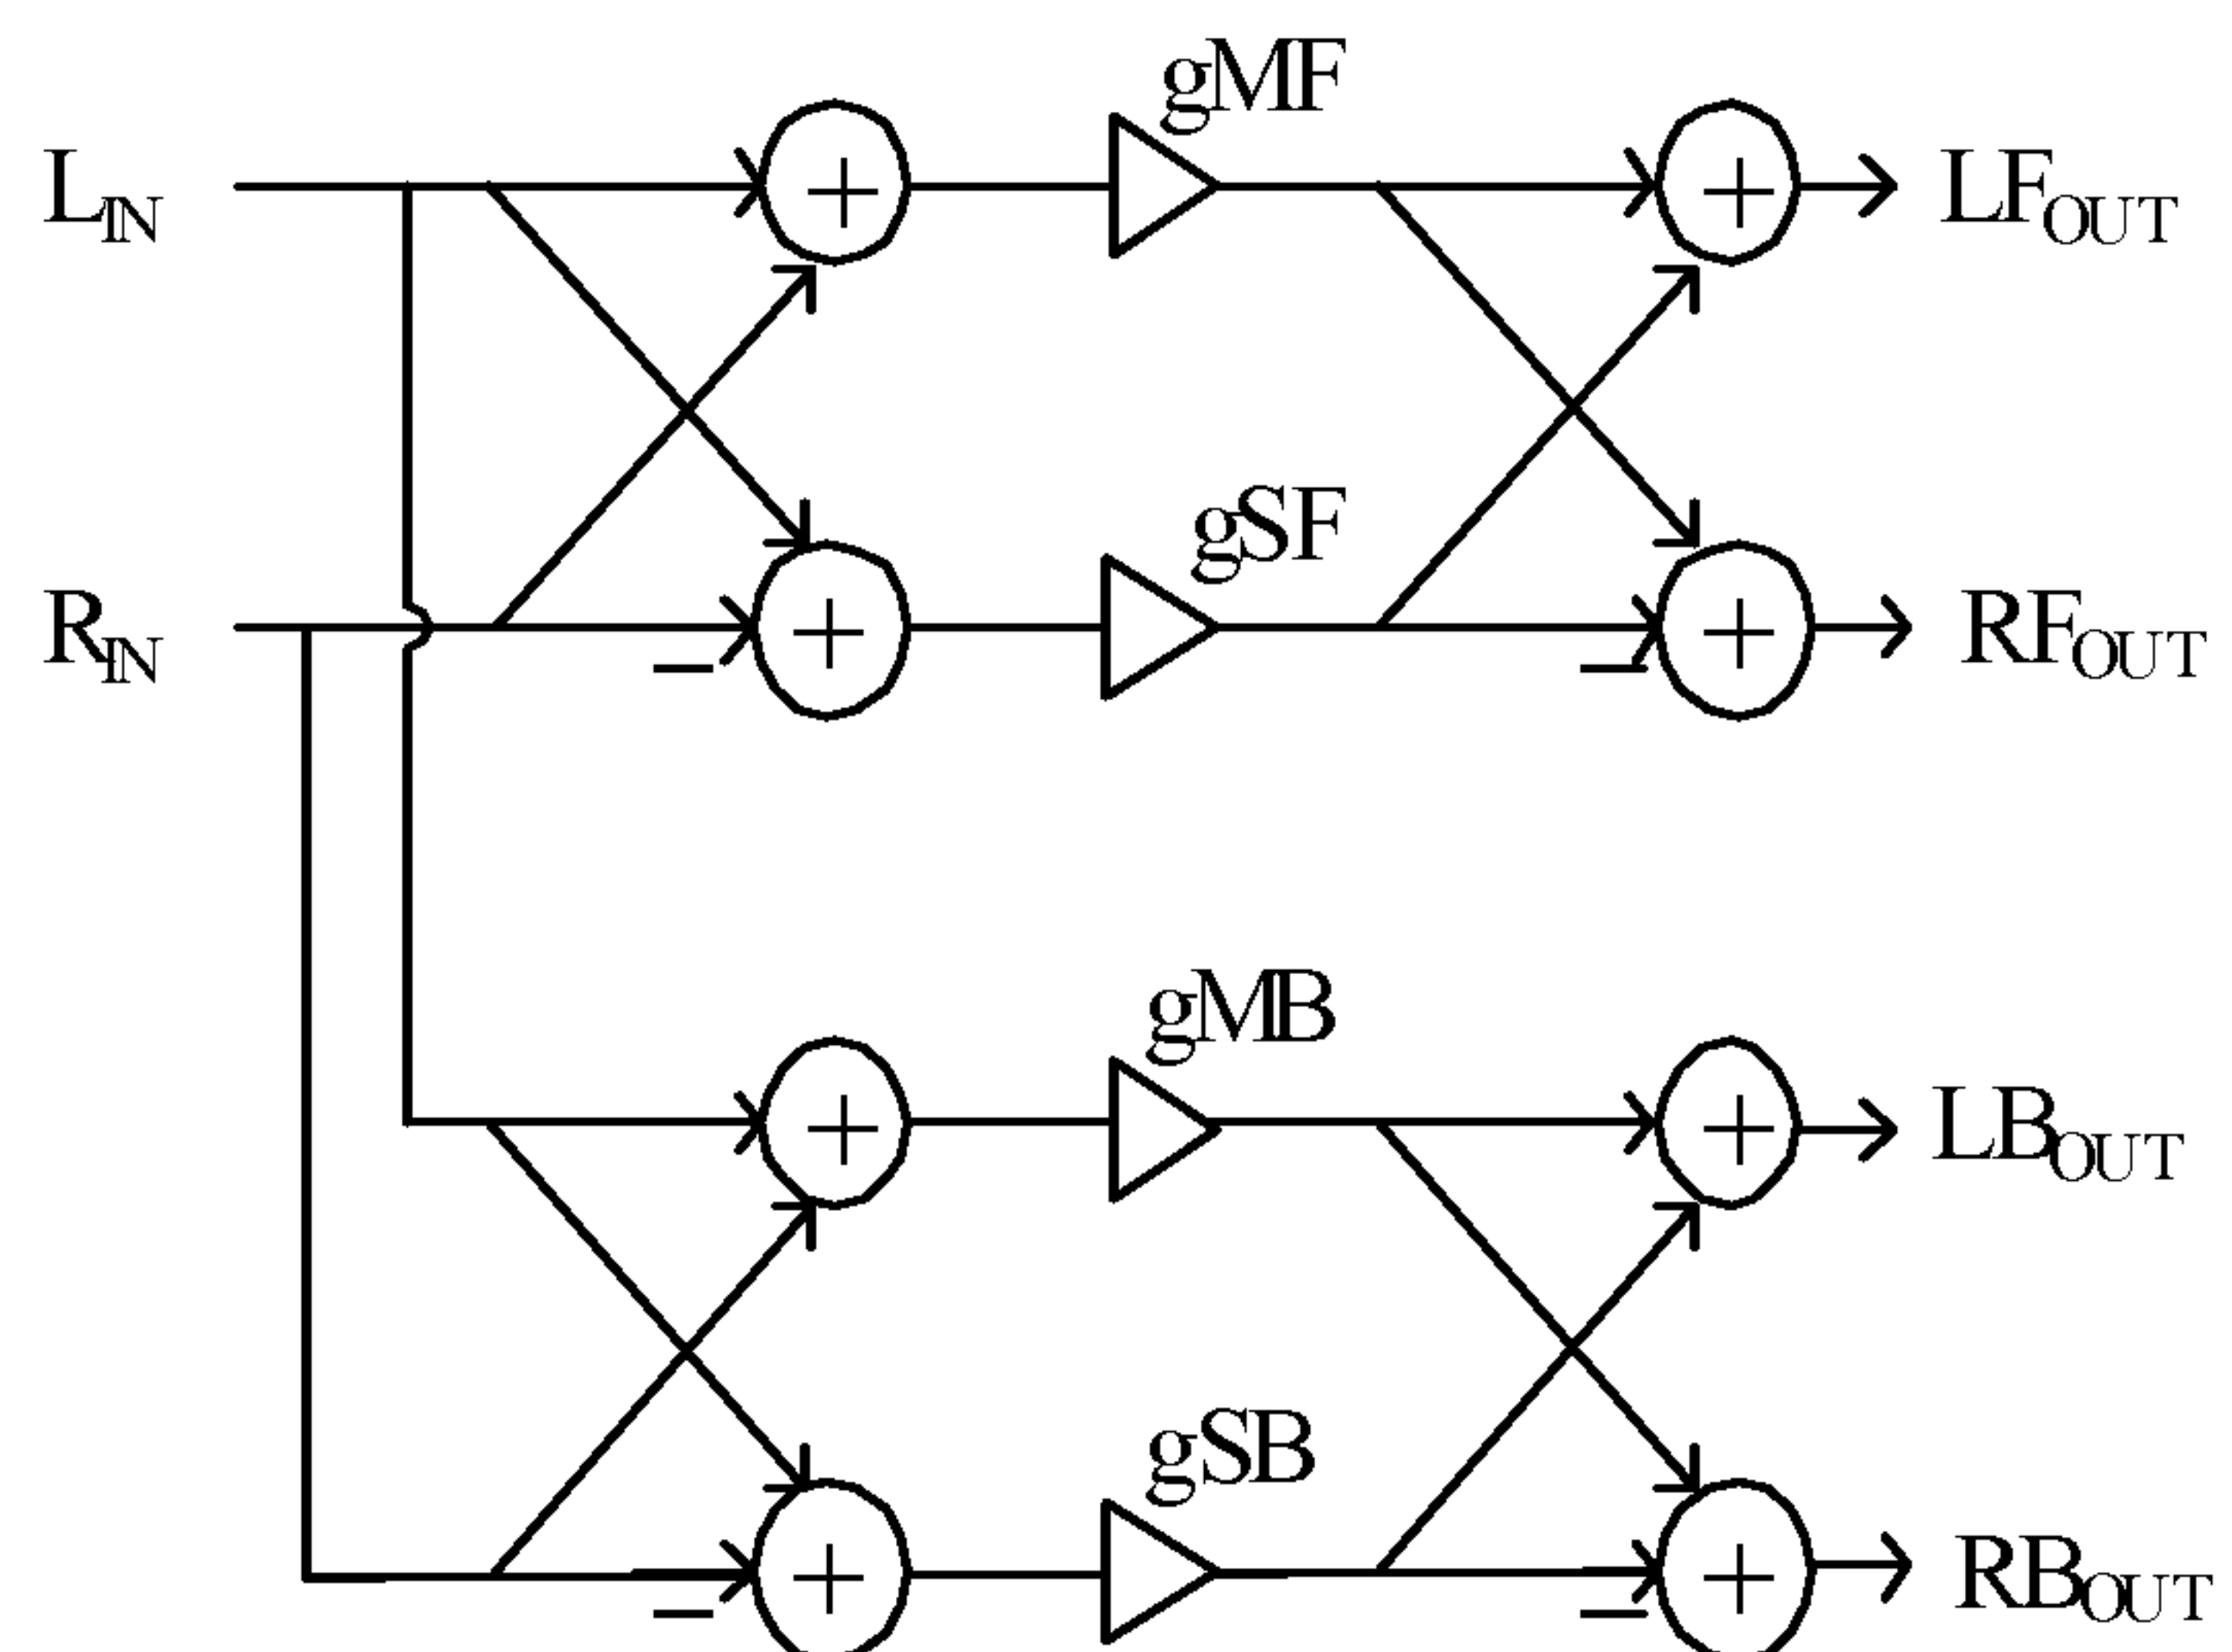 gMF
L_IN
LF_OUT
gSF
R_IN
RF_OUT
gMB
LB_OUT
gSB
RB_OUT